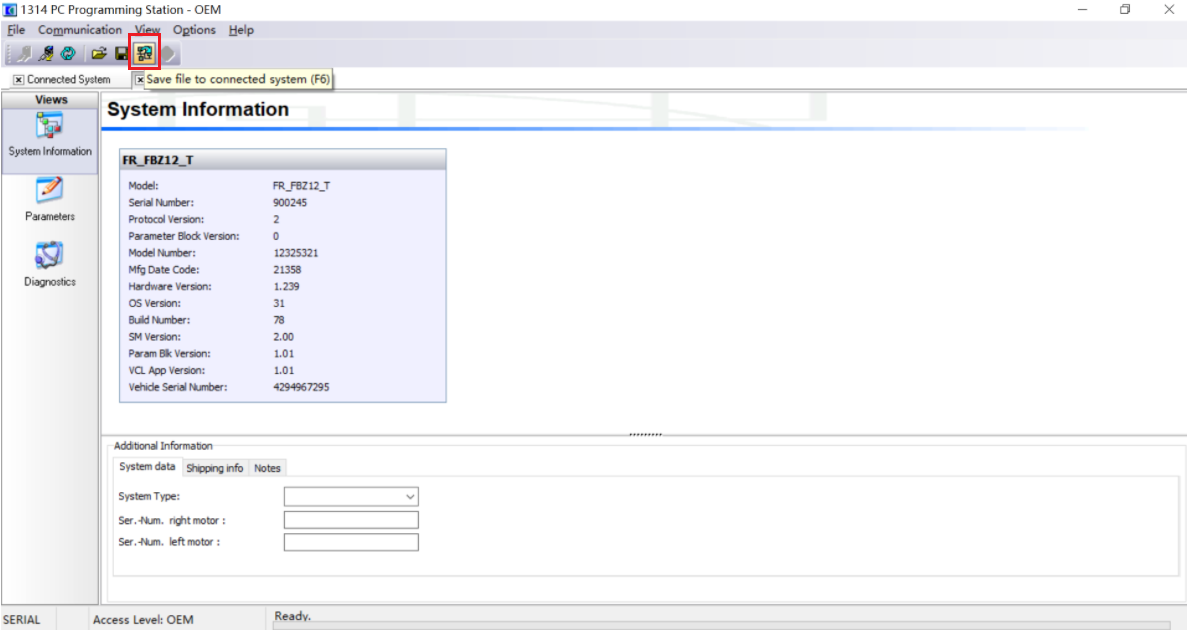 1314 PC Programming Station - OEM
File Communication View Options Help
Connected System
Save file to connected system (F6)
Views
System Information
Parameters
Diagnostics
System Information
FR_FBZ12_T
Model: FR_FBZ12_T
Serial Number: 900245
Protocol Version: 2
Parameter Block Version: 0
Model Number: 12325321
Mfg Date Code: 21358
Hardware Version: 1.239
OS Version: 31
Build Number: 78
SM Version: 2.00
Param Blk Version: 1.01
VCL App Version: 1.01
Vehicle Serial Number: 4294967295
Additional Information
System data Shipping info Notes
System Type:
Ser.-Num. right motor :
Ser.-Num. left motor :
SERIAL Access Level: OEM Ready.